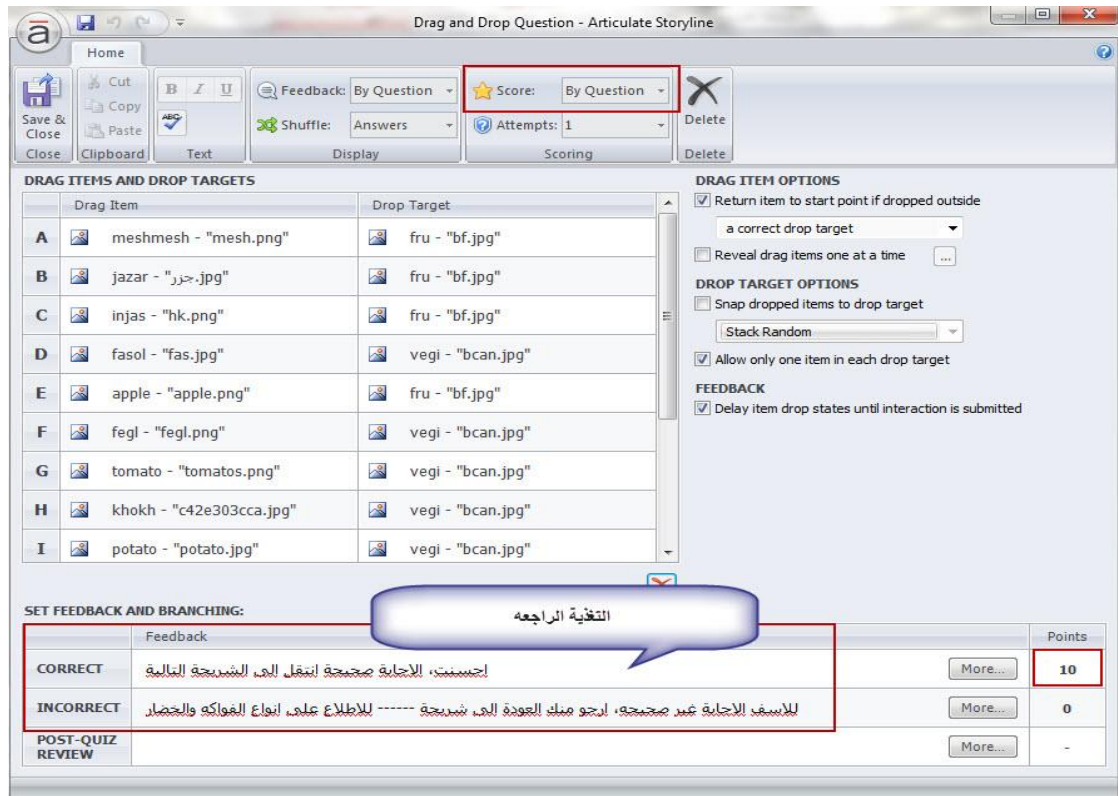 Drag and Drop Question - Articulate Storyline
Home
Save & Close
Cut
Copy
Paste
B I U
ABC
Feedback: By Question
Shuffle: Answers
Score: By Question
Attempts: 1
Delete
Close
Clipboard
Text
Display
Scoring
Delete
DRAG ITEMS AND DROP TARGETS
Drag Item Drop Target
A meshmesh - "mesh.png" fru - "bf.jpg"
B jazar - "جزر.jpg" fru - "bf.jpg"
C injas - "hk.png" fru - "bf.jpg"
D fasol - "fas.jpg" vegi - "bcan.jpg"
E apple - "apple.png" fru - "bf.jpg"
F fegl - "fegl.png" vegi - "bcan.jpg"
G tomato - "tomatos.png" vegi - "bcan.jpg"
H khokh - "c42e303cca.jpg" vegi - "bcan.jpg"
I potato - "potato.jpg" vegi - "bcan.jpg"
DRAG ITEM OPTIONS
Return item to start point if dropped outside
a correct drop target
Reveal drag items one at a time ...
DROP TARGET OPTIONS
Snap dropped items to drop target
Stack Random
Allow only one item in each drop target
FEEDBACK
Delay item drop states until interaction is submitted
التغذية الراجعه
SET FEEDBACK AND BRANCHING:
Feedback Points
CORRECT احسنت، الاجابة صحيحة انتقل الى الشريحة التالية More... 10
INCORRECT للاسف الاجابة غير صحيحه، ارجو منك العودة الى شريحة ------ للاطلاع على انواع الفواكه والخضار More... 0
POST-QUIZ REVIEW More... -